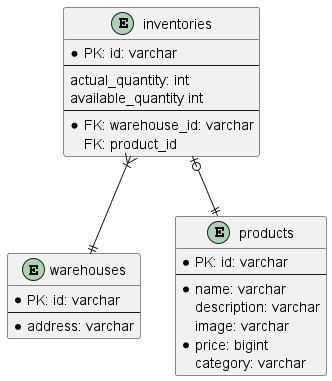 E inventories
PK: id: varchar
actual_quantity: int
available_quantity int
FK: warehouse_id: varchar
FK: product_id
E warehouses
PK: id: varchar
address: varchar
E products
PK: id: varchar
name: varchar
description: varchar
image: varchar
price: bigint
category: varchar